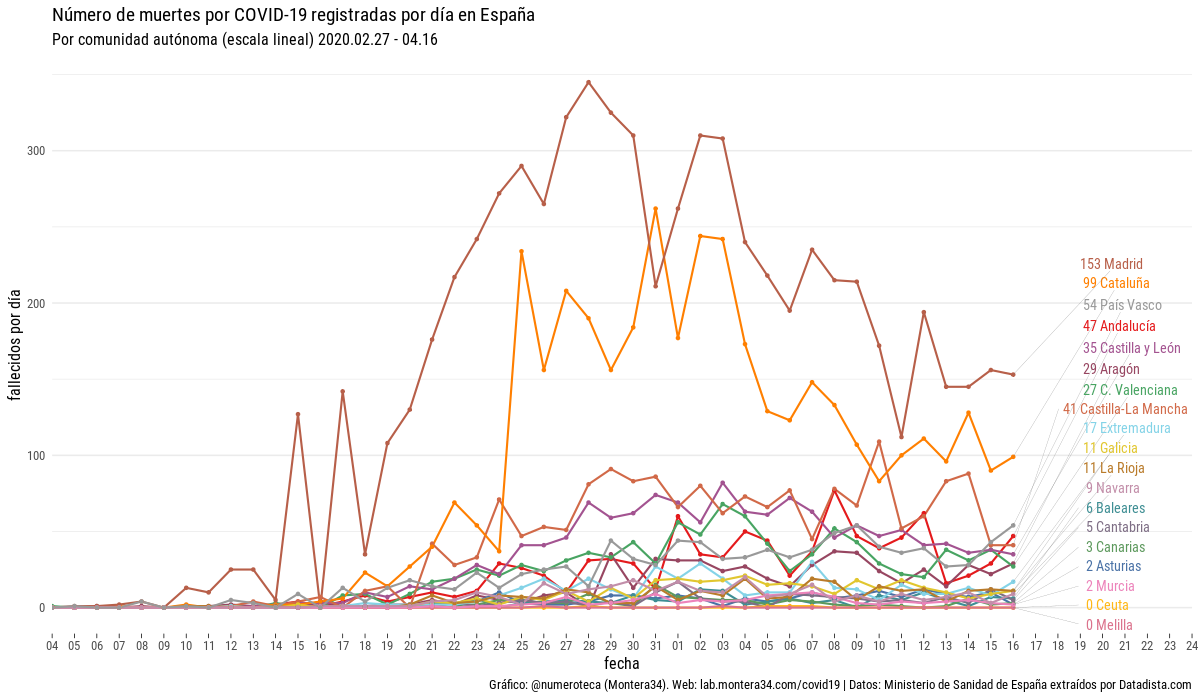 Número de muertes por COVID-19 registradas por día en España
Por comunidad autónoma (escala lineal) 2020.02.27 - 04.16
fallecidos por día
300
200
100
0
153 Madrid
99 Cataluña
54 País Vasco
47 Andalucía
35 Castilla y León
29 Aragón
27 C. Valenciana
41 Castilla-La Mancha
17 Extremadura
11 Galicia
11 La Rioja
9 Navarra
6 Baleares
5 Cantabria
3 Canarias
2 Asturias
2 Murcia
0 Ceuta
0 Melilla
04 05 06 07 08 09 10 11 12 13 14 15 16 17 18 19 20 21 22 23 24 25 26 27 28 29 30 31 01 02 03 04 05 06 07 08 09 10 11 12 13 14 15 16 17 18 19 20 21 22 23 24
fecha
Gráfico: @numeroteca (Montera34). Web: lab.montera34.com/covid19 | Datos: Ministerio de Sanidad de España extraídos por Datadista.com